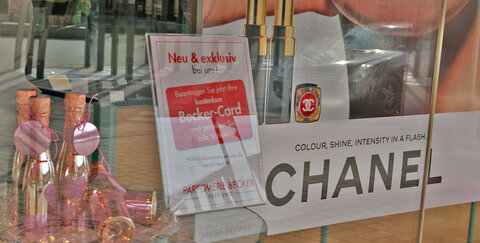 Neu & exklusiv
bei uns!
Beantragen Sie jetzt Ihre
kostenlose
Becker-Card
PARFÜMERIE BECKER
COLOUR, SHINE, INTENSITY IN A FLASH.
CHANEL